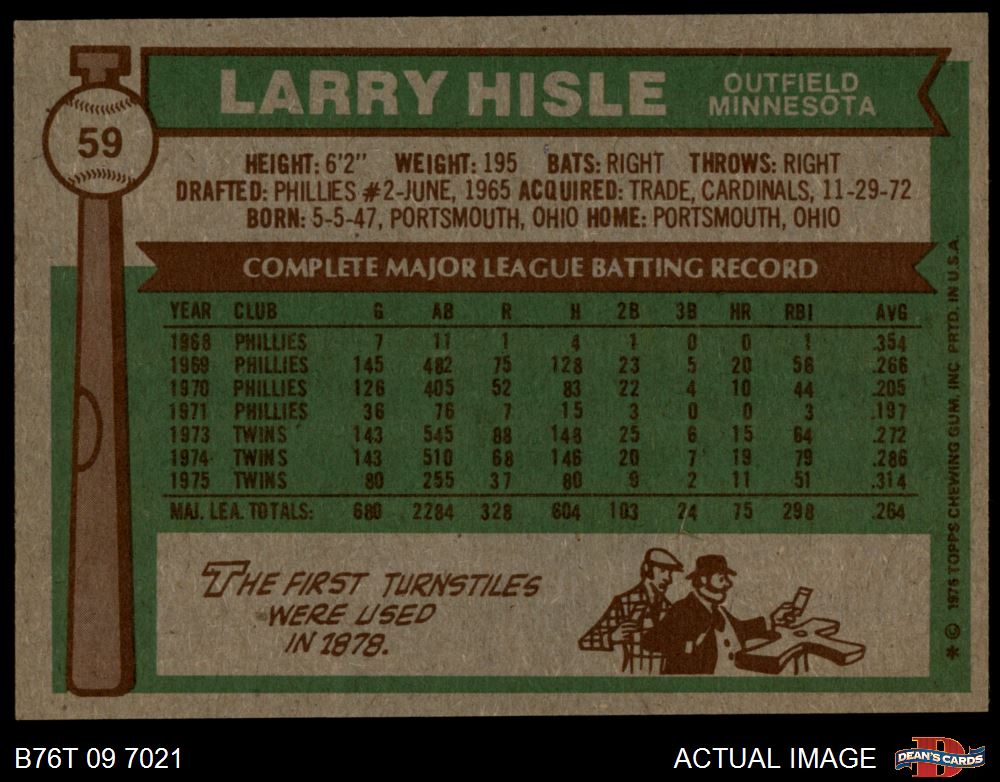 LARRY HISLE
OUTFIELD
MINNESOTA
59
HEIGHT: 6'2" WEIGHT: 195 BATS: RIGHT THROWS: RIGHT
DRAFTED: PHILLIES #2-JUNE, 1965 ACQUIRED: TRADE, CARDINALS, 11-29-72
BORN: 5-5-47, PORTSMOUTH, OHIO HOME: PORTSMOUTH, OHIO
COMPLETE MAJOR LEAGUE BATTING RECORD
YEAR CLUB G AB R H 2B 3B HR RBI AVG
1968 PHILLIES 7 11 1 4 1 0 0 1 .354
1969 PHILLIES 145 482 75 128 23 5 20 56 .266
1970 PHILLIES 126 405 52 83 22 4 10 44 .205
1971 PHILLIES 36 76 7 15 3 0 0 3 .197
1973 TWINS 143 545 88 148 25 6 15 64 .272
1974 TWINS 143 510 68 146 20 7 19 79 .286
1975 TWINS 80 255 37 80 9 2 11 51 .314
MAJ. LEA. TOTALS: 680 2284 328 604 103 24 75 298 .264
THE FIRST TURNSTILES
WERE USED
IN 1878.
* © 1976 TOPPS CHEWING GUM, INC. PRTD. IN U.S.A.
B76T 09 7021
ACTUAL IMAGE
DEAN'S CARDS